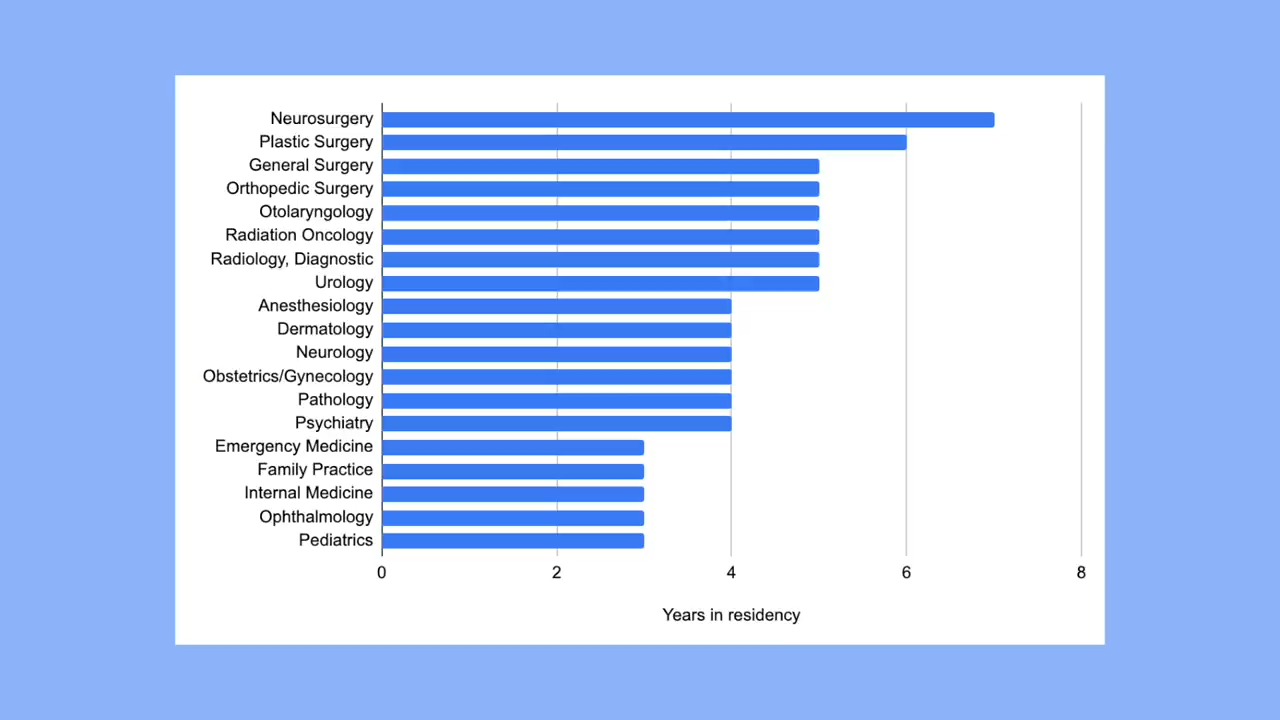 Neurosurgery
Plastic Surgery
General Surgery
Orthopedic Surgery
Otolaryngology
Radiation Oncology
Radiology, Diagnostic
Urology
Anesthesiology
Dermatology
Neurology
Obstetrics/Gynecology
Pathology
Psychiatry
Emergency Medicine
Family Practice
Internal Medicine
Ophthalmology
Pediatrics
0 2 4 6 8
Years in residency